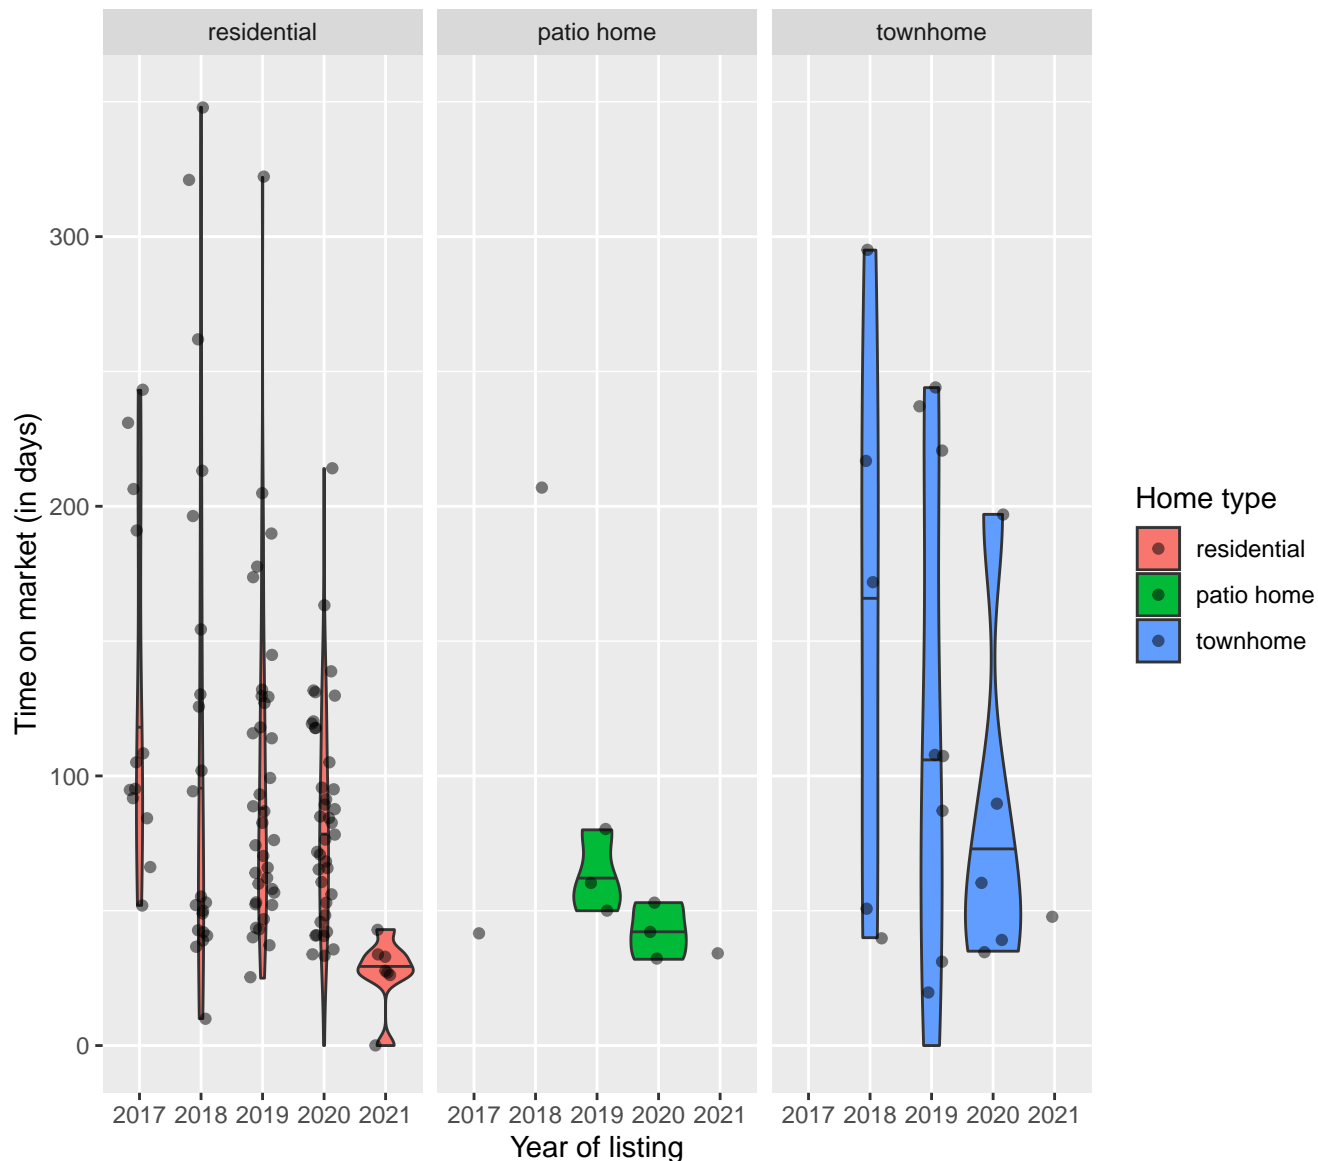 residential patio home townhome
300
200
100
0
Time on market (in days)
2017 2018 2019 2020 2021 2017 2018 2019 2020 2021 2017 2018 2019 2020 2021
Year of listing
Home type
residential
patio home
townhome